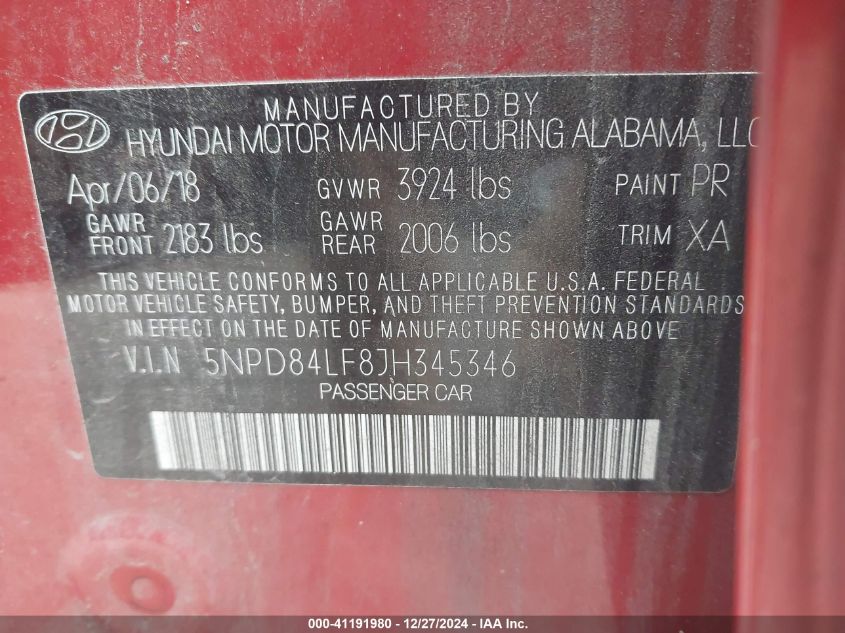 MANUFACTURED BY
HYUNDAI MOTOR MANUFACTURING ALABAMA, LLC
Apr/06/18 GVWR 3924 lbs PAINT PR
GAWR FRONT 2183 lbs GAWR REAR 2006 lbs TRIM XA
THIS VEHICLE CONFORMS TO ALL APPLICABLE U.S.A. FEDERAL
MOTOR VEHICLE SAFETY, BUMPER, AND THEFT PREVENTION STANDARDS
IN EFFECT ON THE DATE OF MANUFACTURE SHOWN ABOVE
V.I.N 5NPD84LF8JH345346
PASSENGER CAR
000-41191980 - 12/27/2024 - IAA Inc.